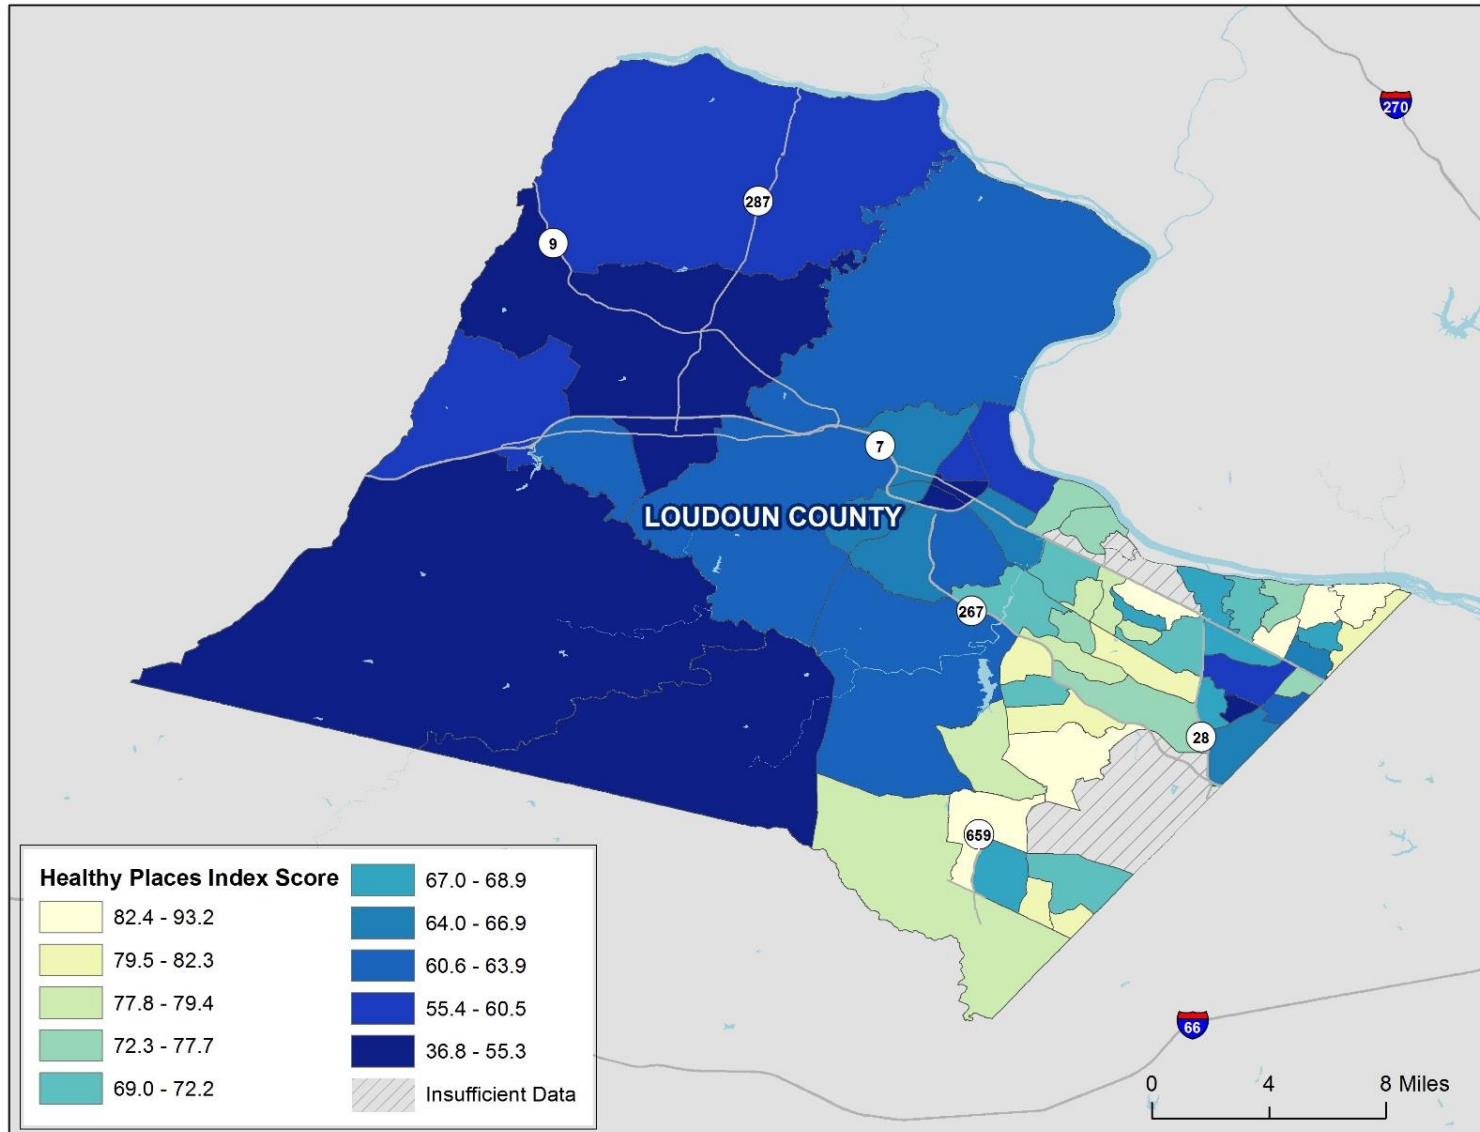 270
287
9
7
LOUDOUN COUNTY
267
28
659
66
Healthy Places Index Score
82.4 - 93.2
79.5 - 82.3
77.8 - 79.4
72.3 - 77.7
69.0 - 72.2
67.0 - 68.9
64.0 - 66.9
60.6 - 63.9
55.4 - 60.5
36.8 - 55.3
Insufficient Data
0 4 8 Miles